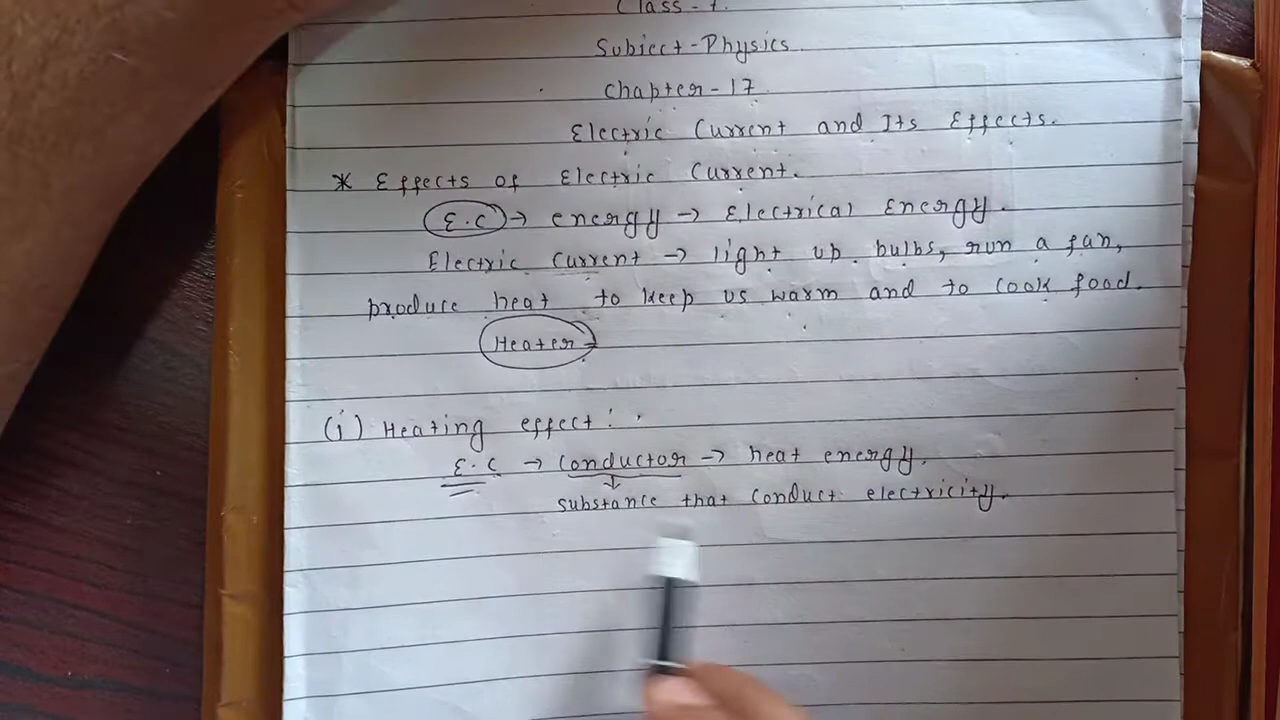 Class-7.
Subject-Physics.
Chapter-17.
Electric Current and Its Effects.
* Effects of Electric Current.
E.C → energy → Electrical Energy.
Electric Current → light up bulbs, run a fan,
produce heat to keep us warm and to cook food.
Heater
(i) Heating effect:
E.C → Conductor → heat energy.
↓
substance that conduct electricity.